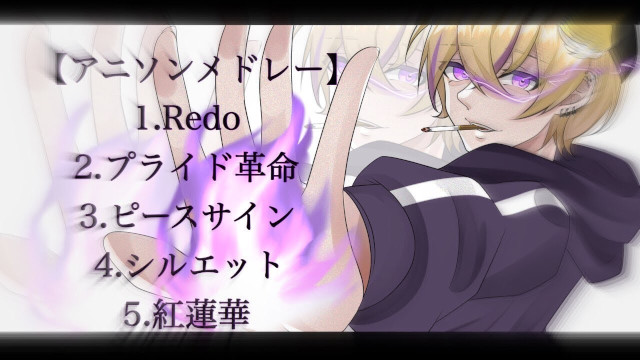 【アニソンメドレー】
1.Redo
2.プライド革命
3.ピースサイン
4.シルエット
5.紅蓮華